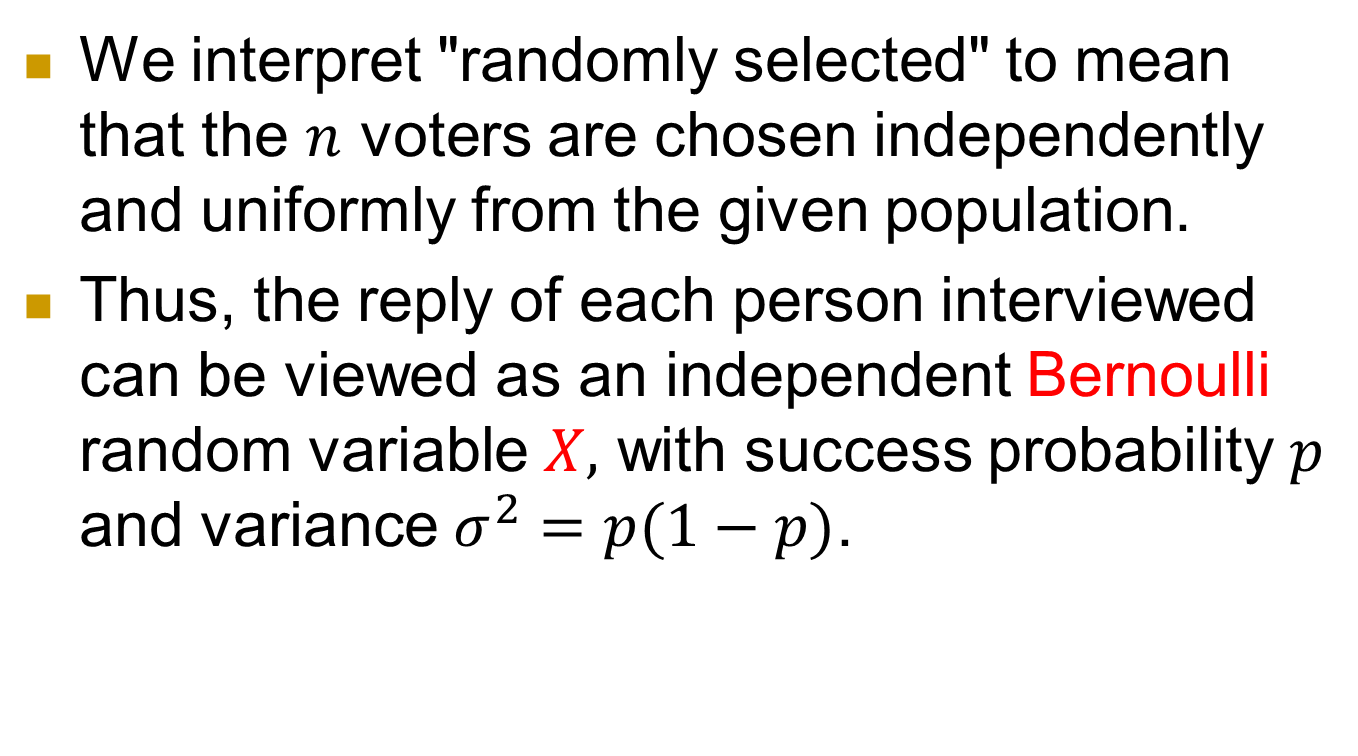 We interpret "randomly selected" to mean
that the n voters are chosen independently
and uniformly from the given population.
Thus, the reply of each person interviewed
can be viewed as an independent Bernoulli
random variable X, with success probability p
and variance σ² = p(1 − p).